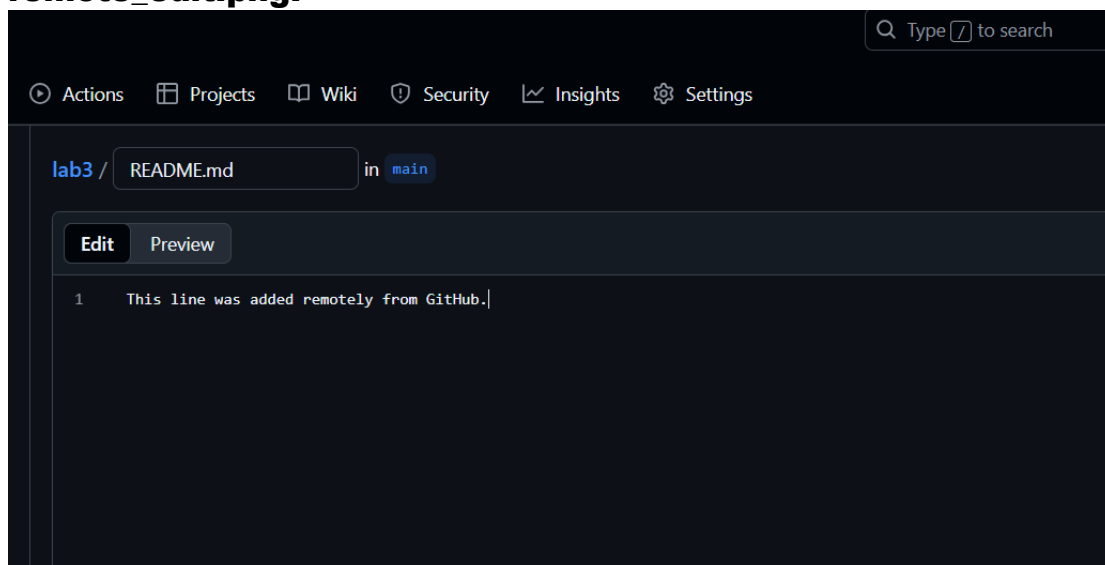 Type / to search
Actions Projects Wiki Security Insights Settings
lab3 / README.md in main
Edit Preview
1 This line was added remotely from GitHub.